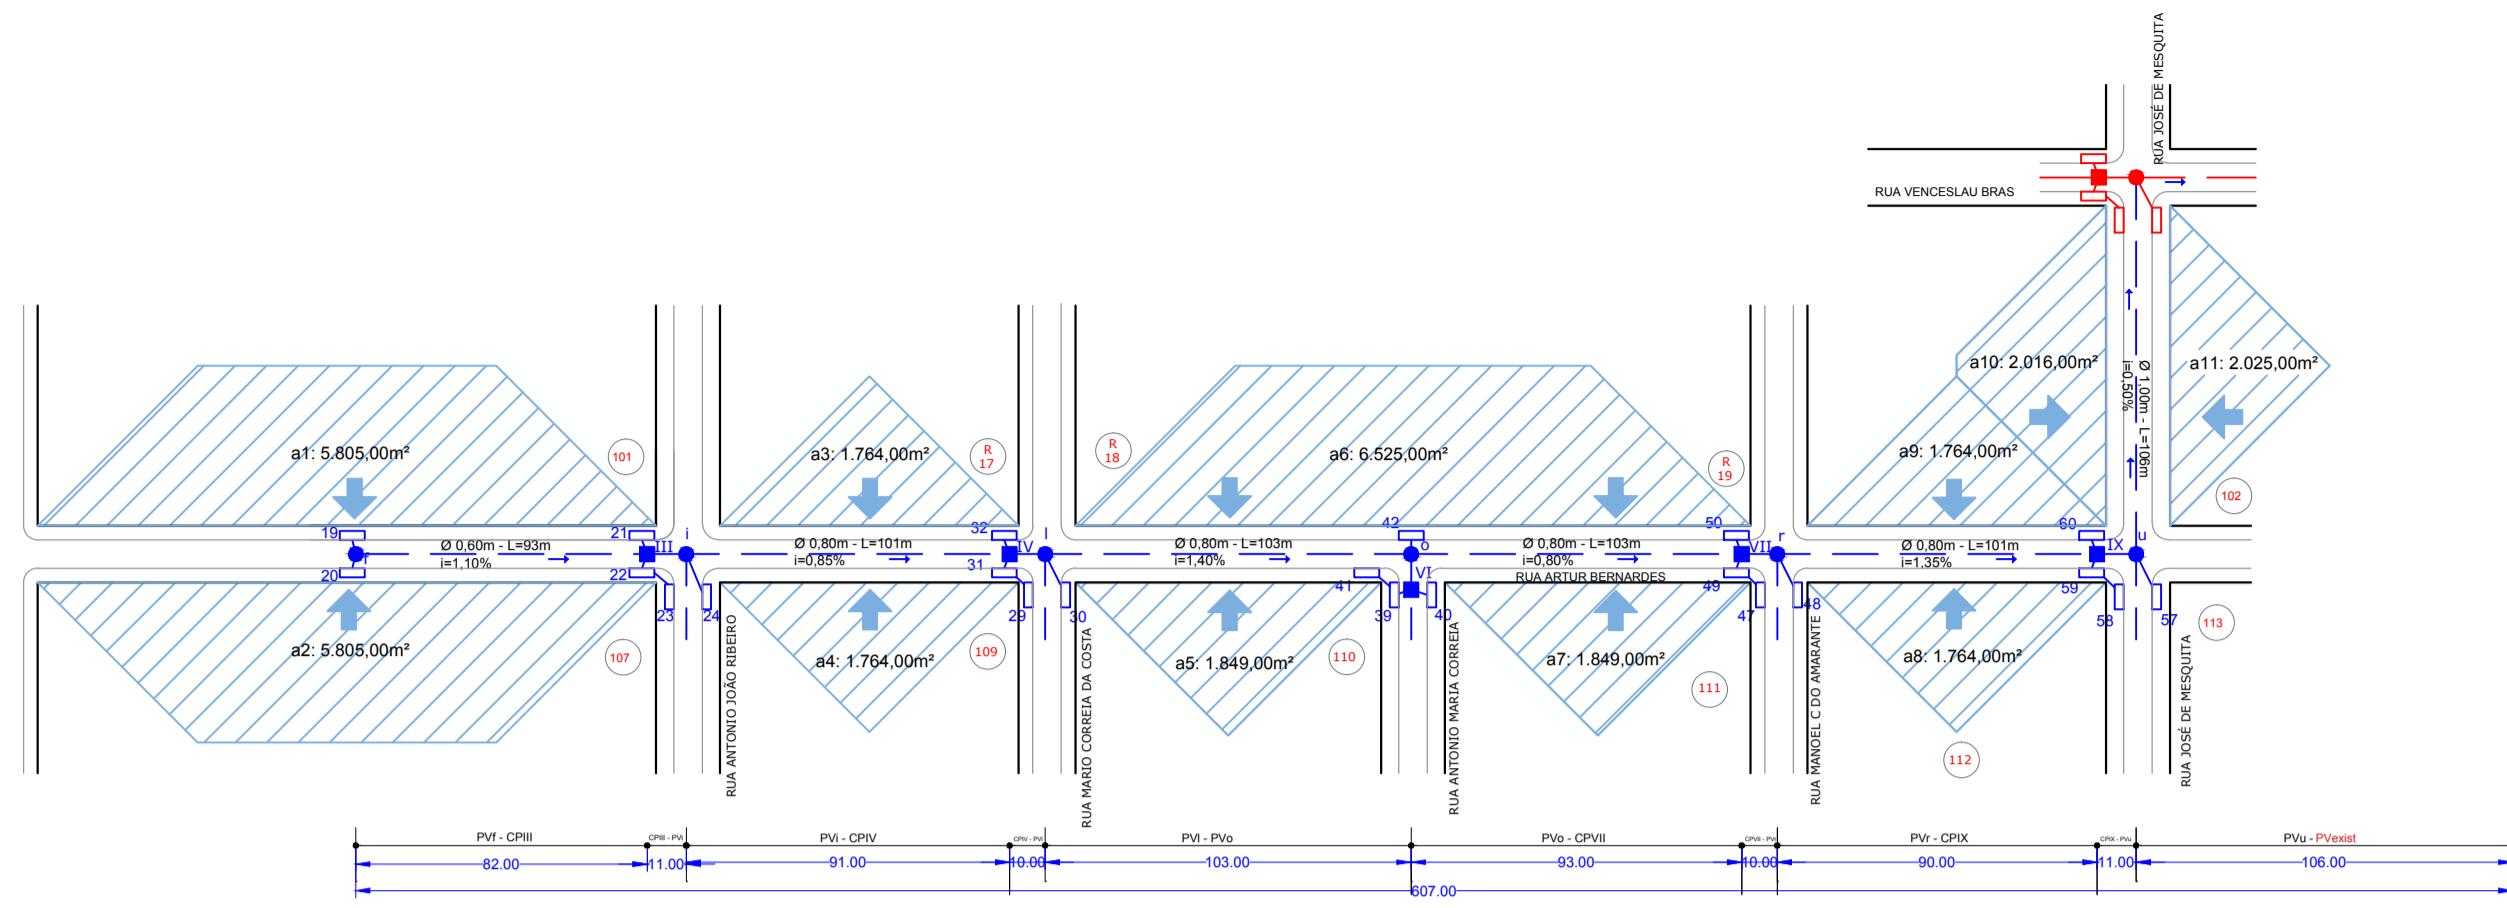 RUA JOSÉ DE MESQUITA
RUA VENCESLAU BRAS
a10: 2.016,00m²
a11: 2.025,00m²
Ø 1,00m - L=106m
i=0,50%
a1: 5.805,00m²
101
a3: 1.764,00m²
R
17
R
18
a6: 6.525,00m²
R
19
a9: 1.764,00m²
102
19
21
i
32
l
42
50
r
60
u
f
Ø 0,60m - L=93m
i=1,10%
III
Ø 0,80m - L=101m
i=0,85%
IV
Ø 0,80m - L=103m
i=1,40%
o
Ø 0,80m - L=103m
i=0,80%
VII
Ø 0,80m - L=101m
i=1.35%
IX
20
22
31
41
VI
RUA ARTUR BERNARDES
49
59
23
24
29
30
39
40
47
48
58
57
a2: 5.805,00m²
107
RUA ANTONIO JOÃO RIBEIRO
a4: 1.764,00m²
109
RUA MARIO CORREIA DA COSTA
a5: 1.849,00m²
110
RUA ANTONIO MARIA CORREIA
a7: 1.849,00m²
111
RUA MANOEL C DO AMARANTE
a8: 1.764,00m²
112
113
RUA JOSÉ DE MESQUITA
PVf - CPIII
CPIII - PVi
PVi - CPIV
CPIV - PVl
PVl - PVo
PVo - CPVII
CPVII - PVr
PVr - CPIX
CPIX - PVu
PVu - PVexist
82.00
11.00
91.00
10.00
103.00
93.00
10.00
90.00
11.00
106.00
607.00